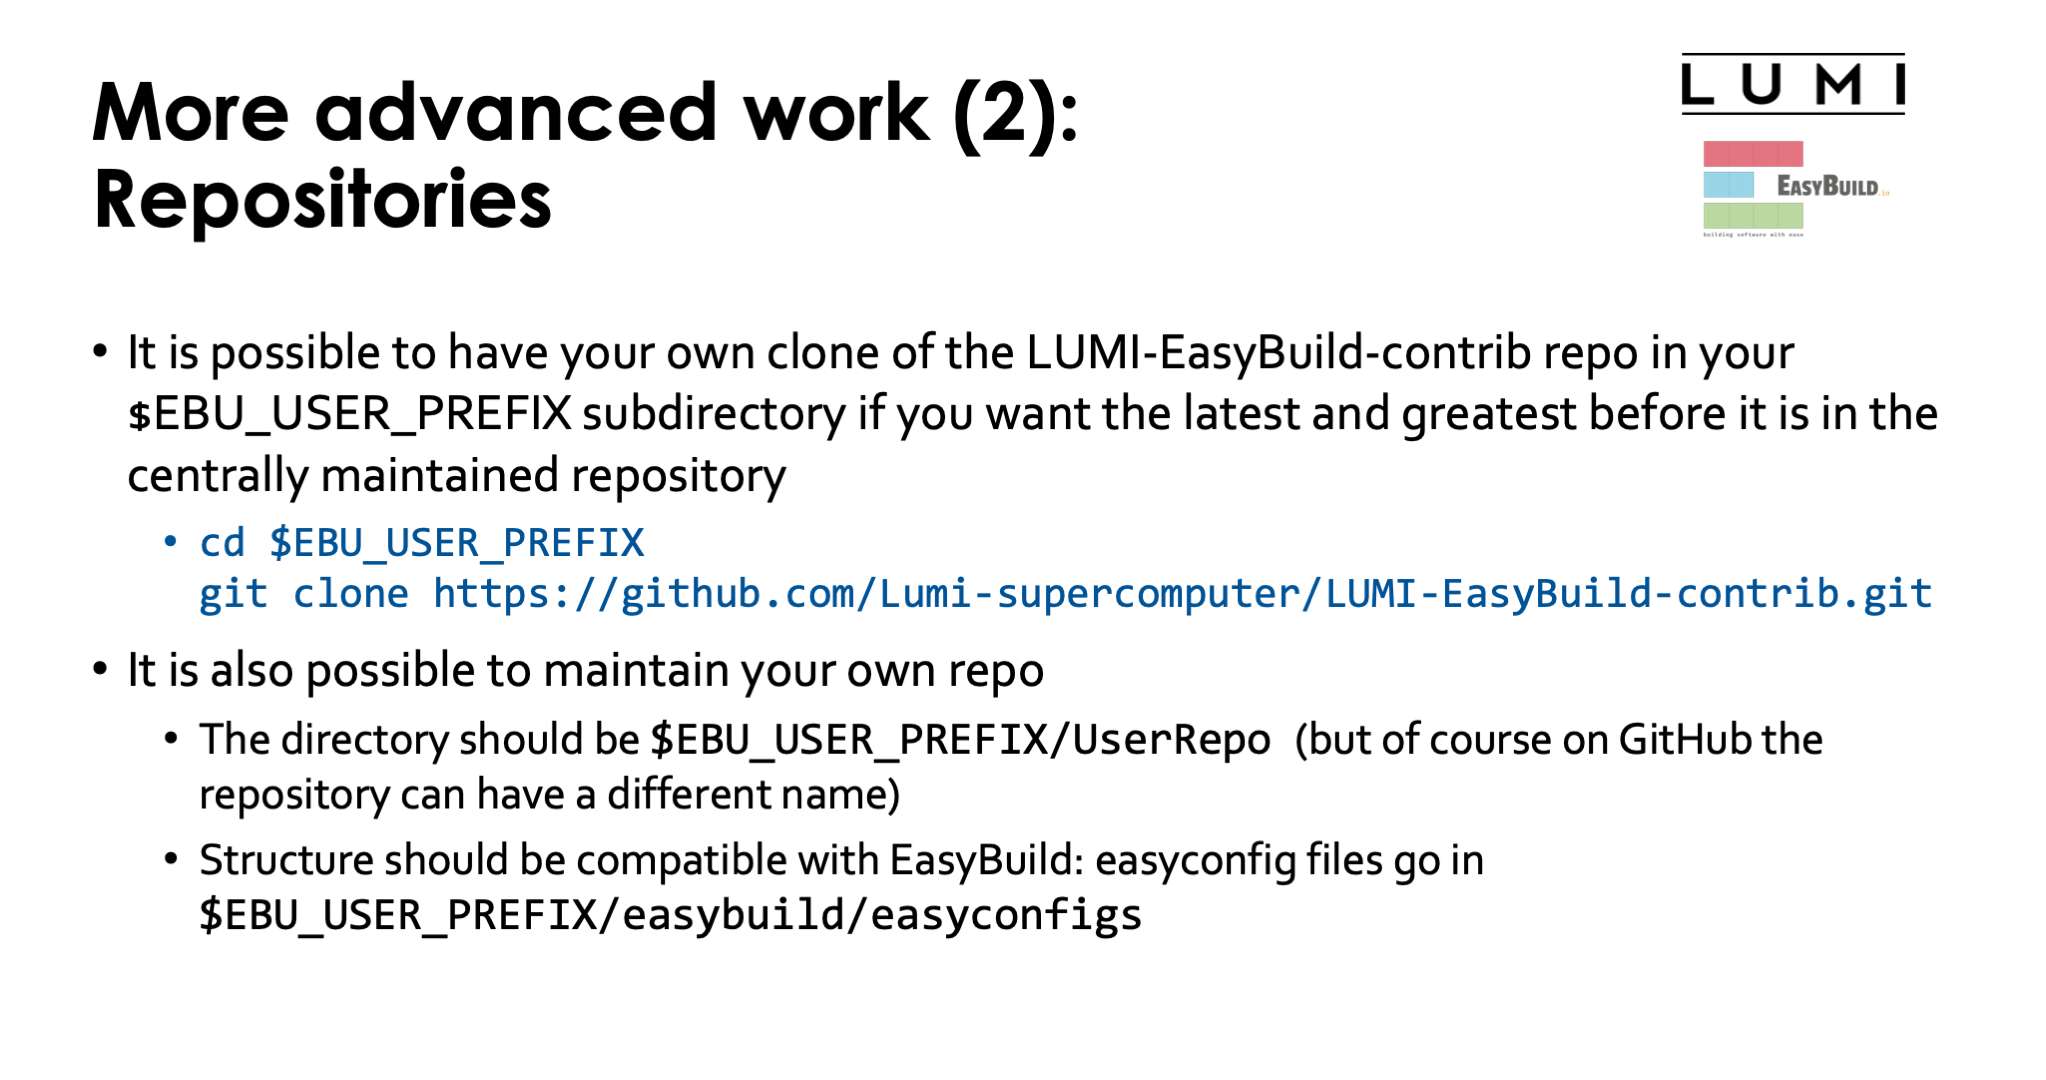 More advanced work (2):
Repositories
LUMI
EASYBUILD.io
building software with ease
• It is possible to have your own clone of the LUMI-EasyBuild-contrib repo in your
$EBU_USER_PREFIX subdirectory if you want the latest and greatest before it is in the
centrally maintained repository
• cd $EBU_USER_PREFIX
git clone https://github.com/Lumi-supercomputer/LUMI-EasyBuild-contrib.git
• It is also possible to maintain your own repo
• The directory should be $EBU_USER_PREFIX/UserRepo (but of course on GitHub the
repository can have a different name)
• Structure should be compatible with EasyBuild: easyconfig files go in
$EBU_USER_PREFIX/easybuild/easyconfigs